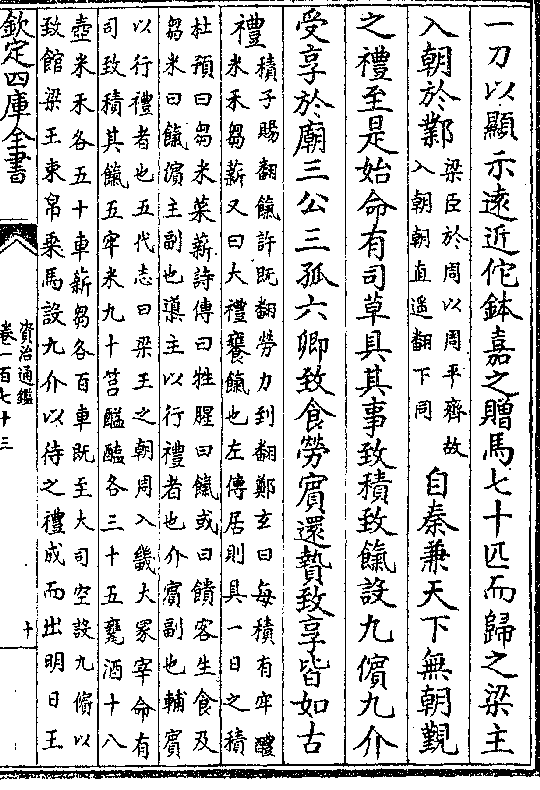 一刀以顯示遠近佗鉢嘉之贈馬七十匹而歸之梁主
入朝於鄴
梁臣於周以周平齊故
入朝朝直遥翻下同
自秦兼天下無朝覲
之禮至是始命有司草具其事致積致餼設九儐九介
受享於廟三公三孤六卿致食勞賓還贄致享皆如古
禮
積子賜翻餼許既翻勞力到翻鄭玄曰每積有牢醴
米禾芻薪又曰大禮饔餼也左傳居則具一日之積
杜預曰芻米菜薪詩傳曰牲腥曰餼或曰饋客生食及
芻米曰餼儐主副也導主以行禮者也介賓副也輔賓
以行禮者也五代志曰梁王之朝周入畿大冢宰命有
司致積其餼五牢米九十筥醯醢各三十五甕酒十八
壺米禾各五十車薪芻各百車既至大司空設九儐以
致館梁王束帛乘馬設九介以待之禮成而出明日王
欽定四庫全書
資治通鑑
卷一百七十三
十